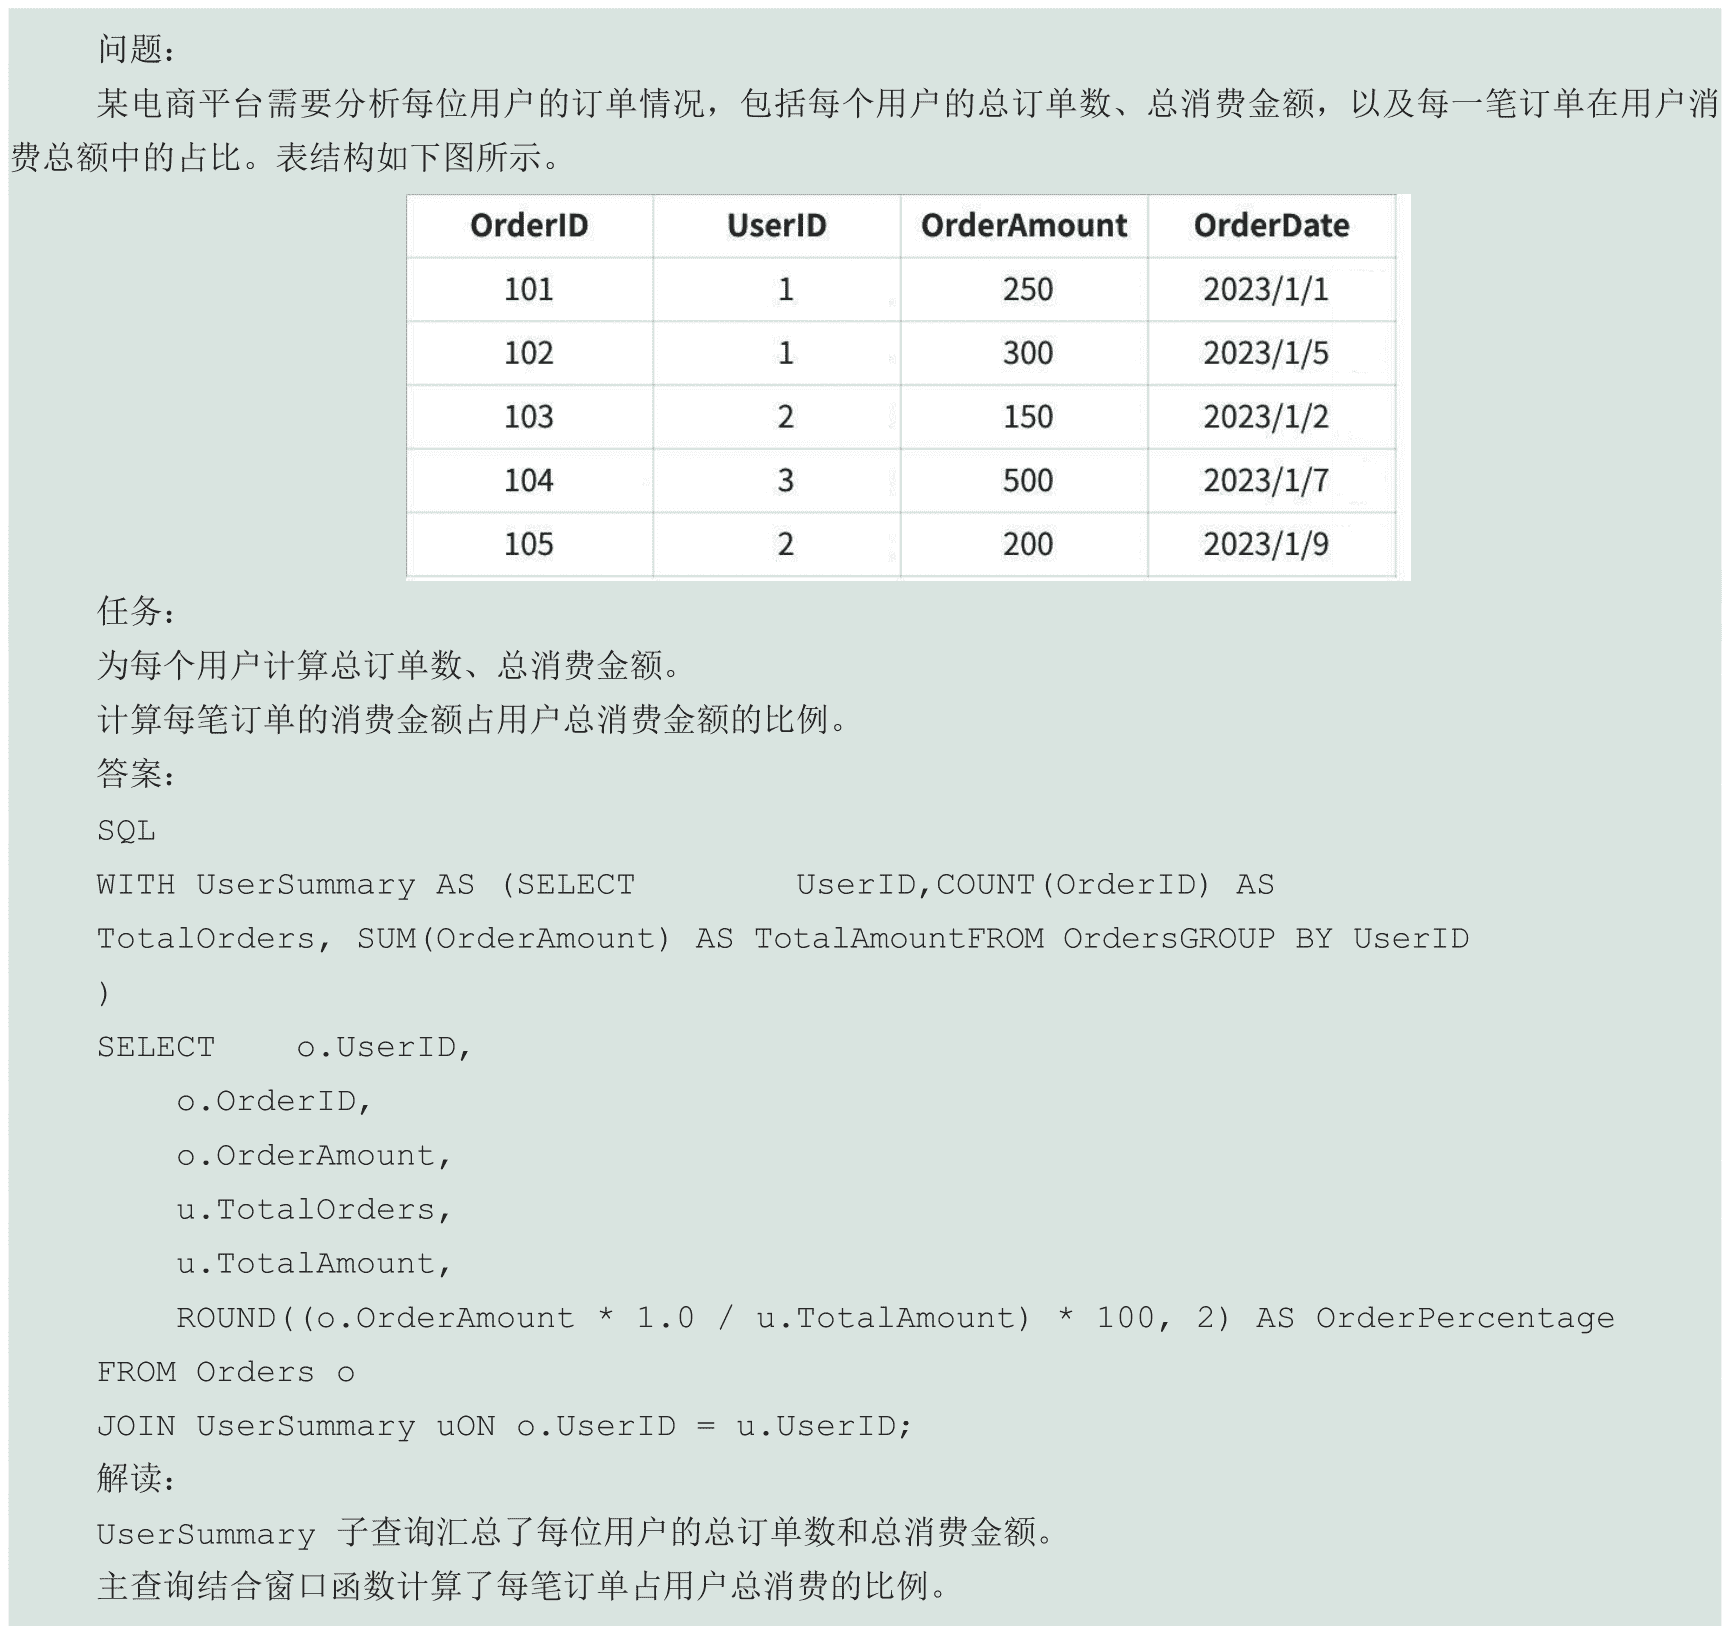 问题：
某电商平台需要分析每位用户的订单情况，包括每个用户的总订单数、总消费金额，以及每一笔订单在用户消
费总额中的占比。表结构如下图所示。
OrderID UserID OrderAmount OrderDate
101 1 250 2023/1/1
102 1 300 2023/1/5
103 2 150 2023/1/2
104 3 500 2023/1/7
105 2 200 2023/1/9
任务：
为每个用户计算总订单数、总消费金额。
计算每笔订单的消费金额占用户总消费金额的比例。
答案：
SQL
WITH UserSummary AS (SELECT        UserID,COUNT(OrderID) AS
TotalOrders, SUM(OrderAmount) AS TotalAmountFROM OrdersGROUP BY UserID
)
SELECT    o.UserID,
    o.OrderID,
    o.OrderAmount,
    u.TotalOrders,
    u.TotalAmount,
    ROUND((o.OrderAmount * 1.0 / u.TotalAmount) * 100, 2) AS OrderPercentage
FROM Orders o
JOIN UserSummary uON o.UserID = u.UserID;
解读：
UserSummary 子查询汇总了每位用户的总订单数和总消费金额。
主查询结合窗口函数计算了每笔订单占用户总消费的比例。